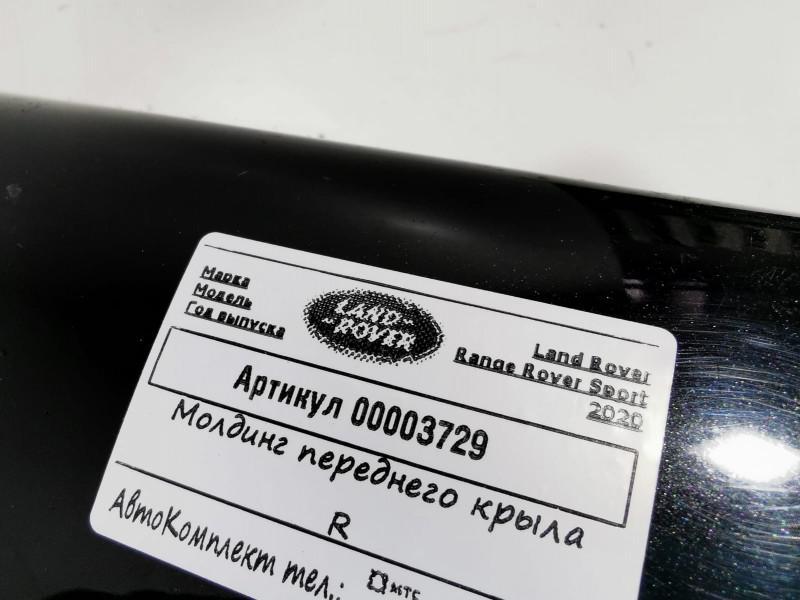 Марка
Модель
Год выпуска
LAND
ROVER
Land Rover
Range Rover Sport
2020
Артикул 00003729
Молдинг переднего крыла
R
АвтоКомплект тел.:
мтс